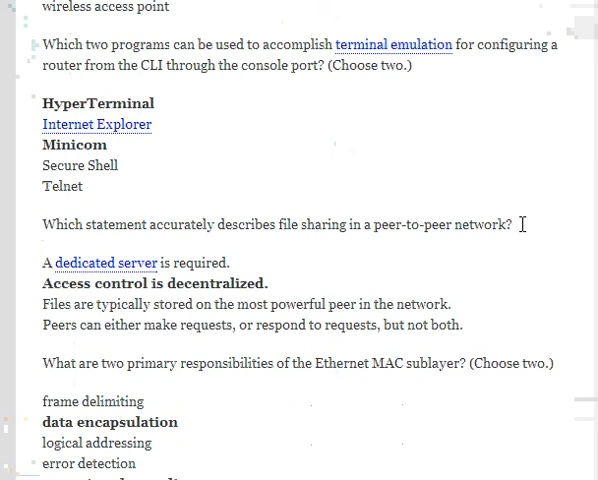 wireless access point
Which two programs can be used to accomplish terminal emulation for configuring a
router from the CLI through the console port? (Choose two.)
HyperTerminal
Internet Explorer
Minicom
Secure Shell
Telnet
Which statement accurately describes file sharing in a peer-to-peer network?
A dedicated server is required.
Access control is decentralized.
Files are typically stored on the most powerful peer in the network.
Peers can either make requests, or respond to requests, but not both.
What are two primary responsibilities of the Ethernet MAC sublayer? (Choose two.)
frame delimiting
data encapsulation
logical addressing
error detection